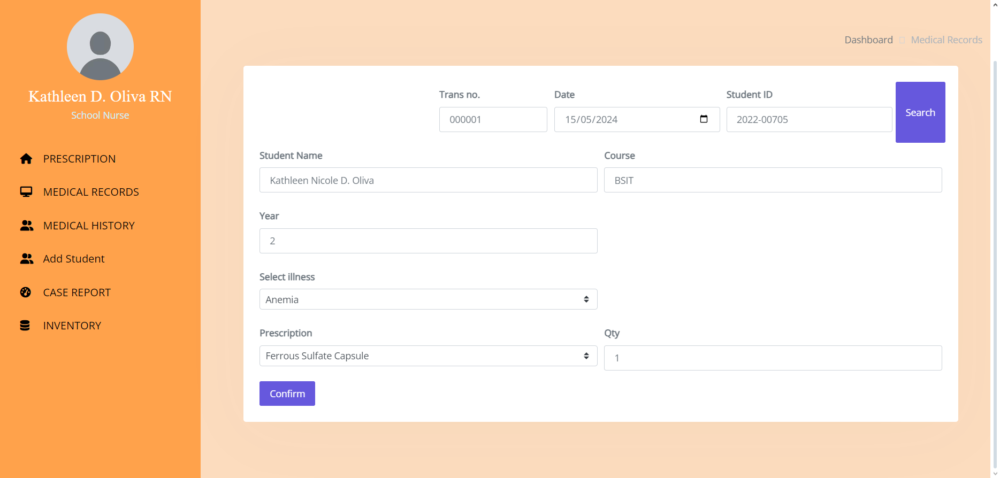 Kathleen D. Oliva RN
School Nurse
PRESCRIPTION
MEDICAL RECORDS
MEDICAL HISTORY
Add Student
CASE REPORT
INVENTORY
Dashboard Medical Records
Trans no. Date Student ID
000001 15/05/2024 2022-00705 Search
Student Name Course
Kathleen Nicole D. Oliva BSIT
Year
2
Select illness
Anemia
Prescription Qty
Ferrous Sulfate Capsule 1
Confirm